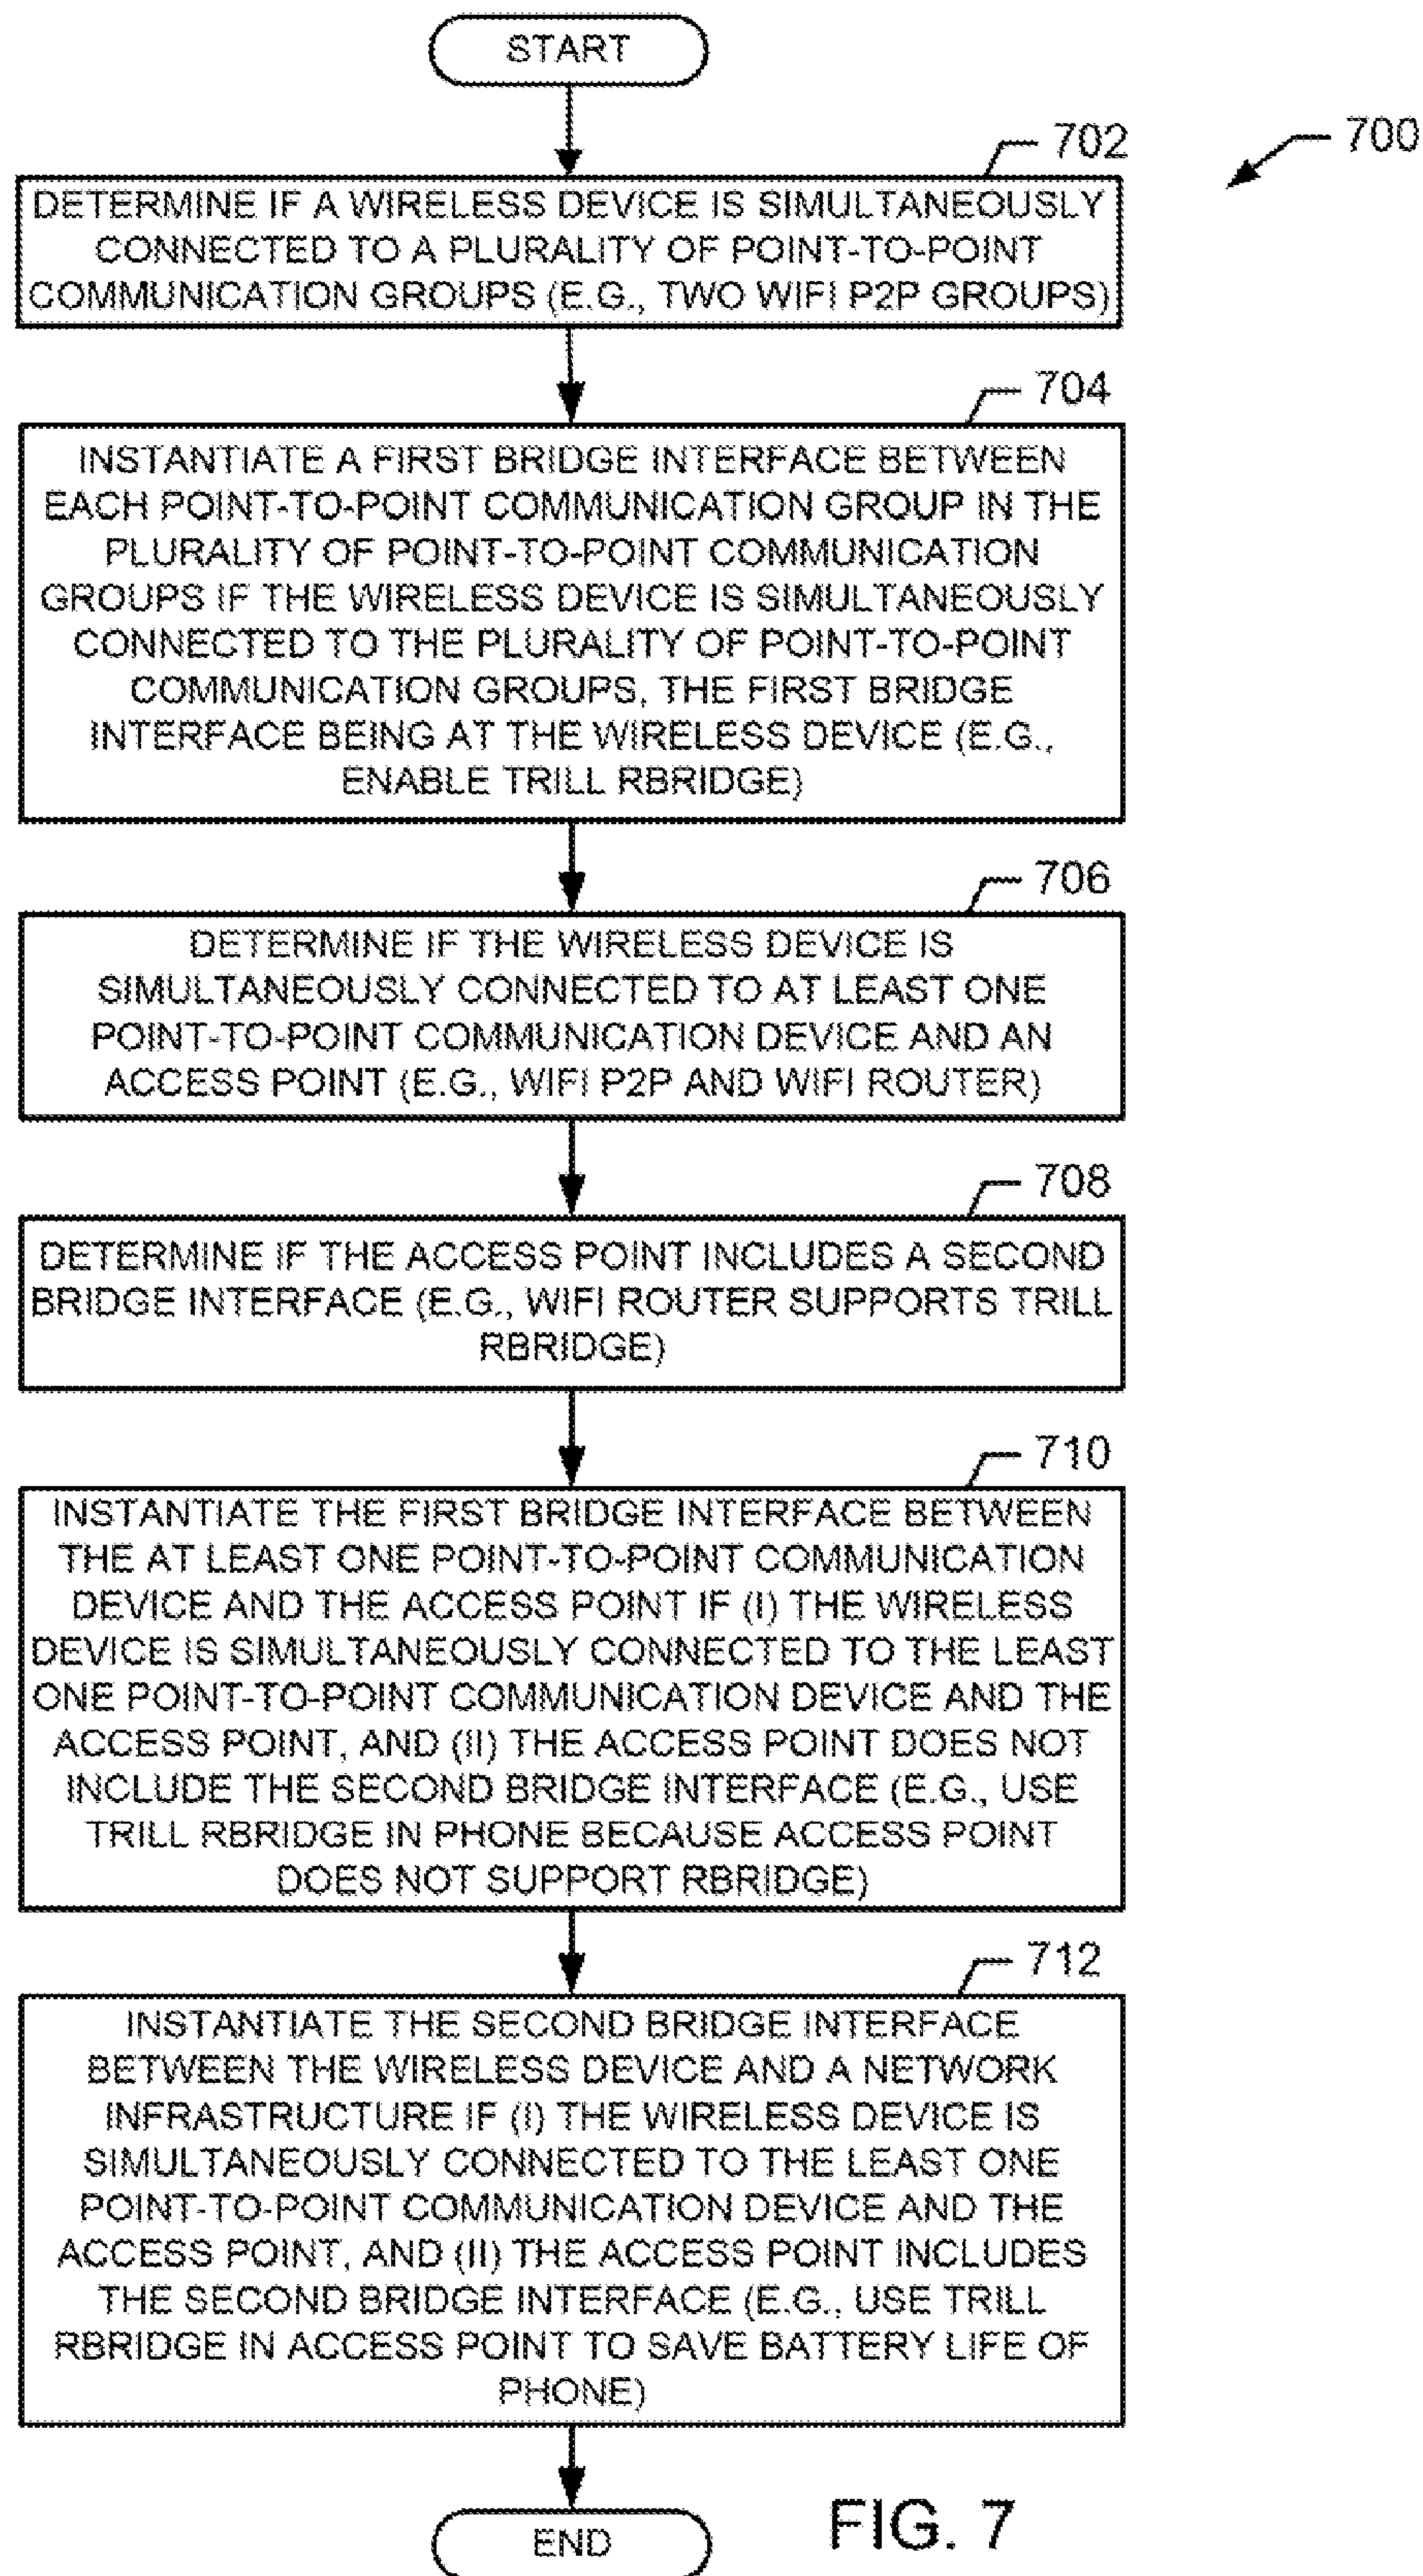 START
700
702
DETERMINE IF A WIRELESS DEVICE IS SIMULTANEOUSLY
CONNECTED TO A PLURALITY OF POINT-TO-POINT
COMMUNICATION GROUPS (E.G., TWO WIFI P2P GROUPS)
704
INSTANTIATE A FIRST BRIDGE INTERFACE BETWEEN
EACH POINT-TO-POINT COMMUNICATION GROUP IN THE
PLURALITY OF POINT-TO-POINT COMMUNICATION
GROUPS IF THE WIRELESS DEVICE IS SIMULTANEOUSLY
CONNECTED TO THE PLURALITY OF POINT-TO-POINT
COMMUNICATION GROUPS, THE FIRST BRIDGE
INTERFACE BEING AT THE WIRELESS DEVICE (E.G.,
ENABLE TRILL RBRIDGE)
706
DETERMINE IF THE WIRELESS DEVICE IS
SIMULTANEOUSLY CONNECTED TO AT LEAST ONE
POINT-TO-POINT COMMUNICATION DEVICE AND AN
ACCESS POINT (E.G., WIFI P2P AND WIFI ROUTER)
708
DETERMINE IF THE ACCESS POINT INCLUDES A SECOND
BRIDGE INTERFACE (E.G., WIFI ROUTER SUPPORTS TRILL
RBRIDGE)
710
INSTANTIATE THE FIRST BRIDGE INTERFACE BETWEEN
THE AT LEAST ONE POINT-TO-POINT COMMUNICATION
DEVICE AND THE ACCESS POINT IF (I) THE WIRELESS
DEVICE IS SIMULTANEOUSLY CONNECTED TO THE LEAST
ONE POINT-TO-POINT COMMUNICATION DEVICE AND THE
ACCESS POINT, AND (II) THE ACCESS POINT DOES NOT
INCLUDE THE SECOND BRIDGE INTERFACE (E.G., USE
TRILL RBRIDGE IN PHONE BECAUSE ACCESS POINT
DOES NOT SUPPORT RBRIDGE)
712
INSTANTIATE THE SECOND BRIDGE INTERFACE
BETWEEN THE WIRELESS DEVICE AND A NETWORK
INFRASTRUCTURE IF (I) THE WIRELESS DEVICE IS
SIMULTANEOUSLY CONNECTED TO THE LEAST ONE
POINT-TO-POINT COMMUNICATION DEVICE AND THE
ACCESS POINT, AND (II) THE ACCESS POINT INCLUDES
THE SECOND BRIDGE INTERFACE (E.G., USE TRILL
RBRIDGE IN ACCESS POINT TO SAVE BATTERY LIFE OF
PHONE)
END
FIG. 7